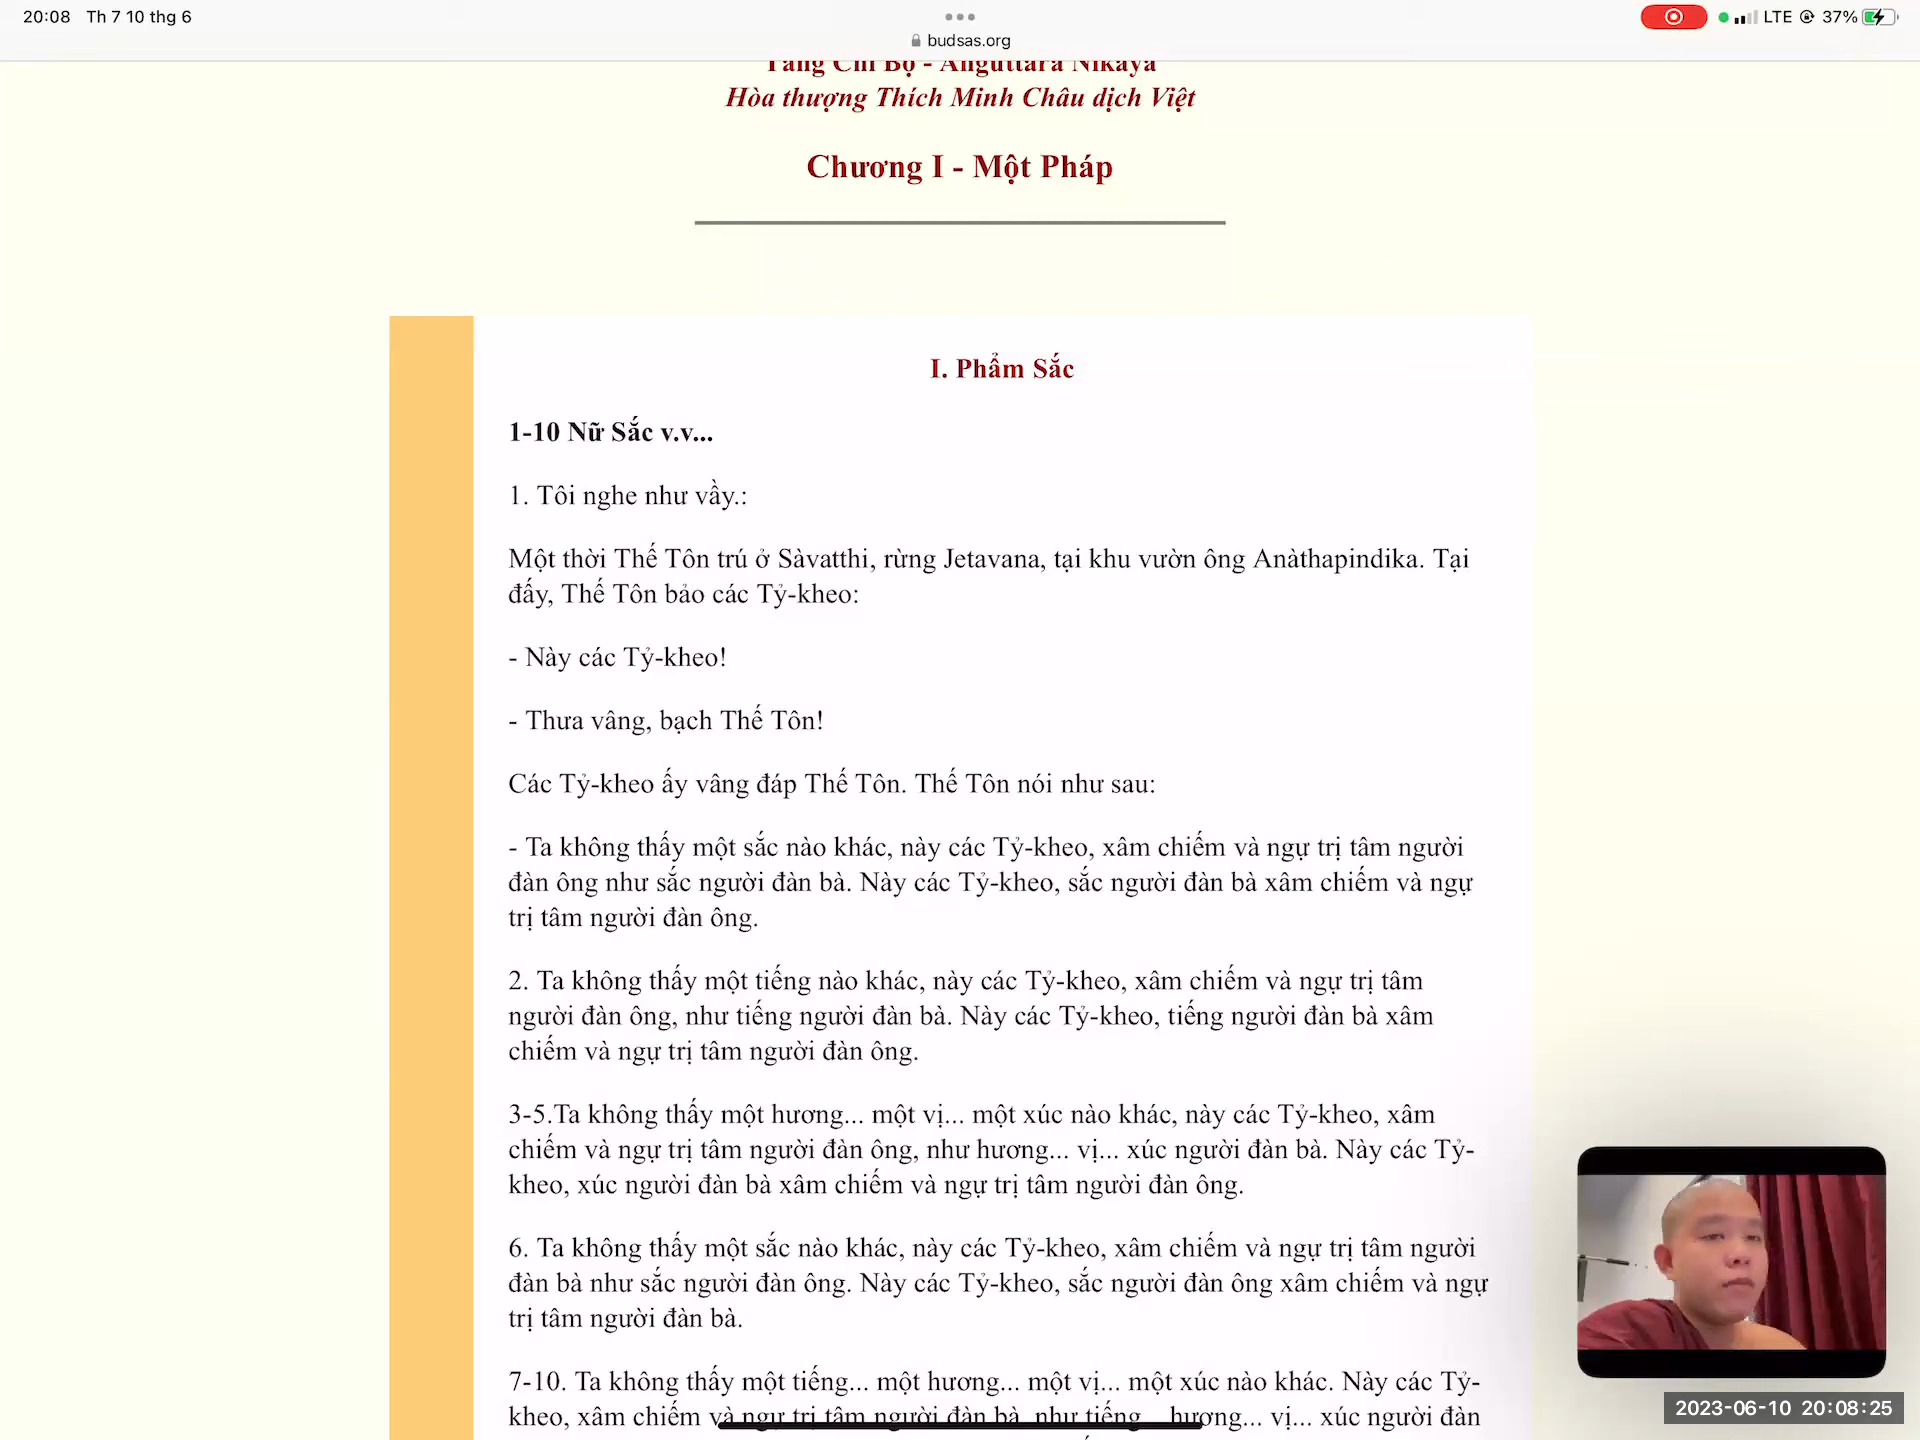 20:08 Th 7 10 thg 6
LTE 37%
budsas.org
Tăng Chi Bộ - Anguttara Nikaya
Hòa thượng Thích Minh Châu dịch Việt
Chương I - Một Pháp
I. Phẩm Sắc
1-10 Nữ Sắc v.v...
1. Tôi nghe như vầy.:
Một thời Thế Tôn trú ở Sàvatthi, rừng Jetavana, tại khu vườn ông Anàthapindika. Tại
đấy, Thế Tôn bảo các Tỷ-kheo:
- Này các Tỷ-kheo!
- Thưa vâng, bạch Thế Tôn!
Các Tỷ-kheo ấy vâng đáp Thế Tôn. Thế Tôn nói như sau:
- Ta không thấy một sắc nào khác, này các Tỷ-kheo, xâm chiếm và ngự trị tâm người
đàn ông như sắc người đàn bà. Này các Tỷ-kheo, sắc người đàn bà xâm chiếm và ngự
trị tâm người đàn ông.
2. Ta không thấy một tiếng nào khác, này các Tỷ-kheo, xâm chiếm và ngự trị tâm
người đàn ông, như tiếng người đàn bà. Này các Tỷ-kheo, tiếng người đàn bà xâm
chiếm và ngự trị tâm người đàn ông.
3-5.Ta không thấy một hương... một vị... một xúc nào khác, này các Tỷ-kheo, xâm
chiếm và ngự trị tâm người đàn ông, như hương... vị... xúc người đàn bà. Này các Tỷ-
kheo, xúc người đàn bà xâm chiếm và ngự trị tâm người đàn ông.
6. Ta không thấy một sắc nào khác, này các Tỷ-kheo, xâm chiếm và ngự trị tâm người
đàn bà như sắc người đàn ông. Này các Tỷ-kheo, sắc người đàn ông xâm chiếm và ngự
trị tâm người đàn bà.
7-10. Ta không thấy một tiếng... một hương... một vị... một xúc nào khác. Này các Tỷ-
kheo, xâm chiếm và ngự trị tâm người đàn bà, như tiếng... hương... vị... xúc người đàn
2023-06-10 20:08:25